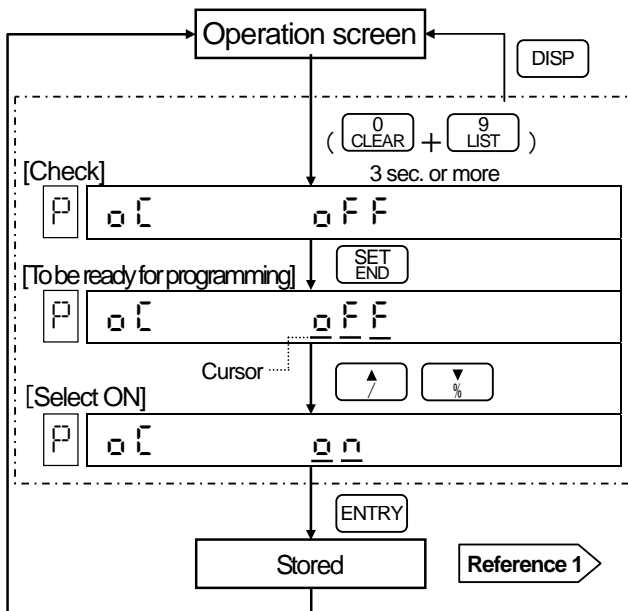 Operation screen
DISP
( 0 CLEAR + 9 LIST )
3 sec. or more
[Check]
P oC oFF
SET
END
[To be ready for programming]
P oC oFF
Cursor
▲ / ▼ %
[Select ON]
P oC on
ENTRY
Stored
Reference 1